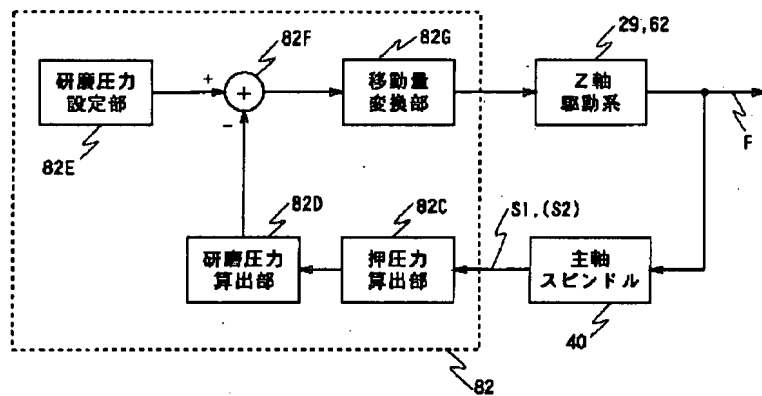 82F
82G
29,62
研磨圧力
設定部
+
+
−
移動量
変換部
Z軸
駆動系
82E
F
82D
82C
S1,(S2)
研磨圧力
算出部
押圧力
算出部
主軸
スピンドル
40
82